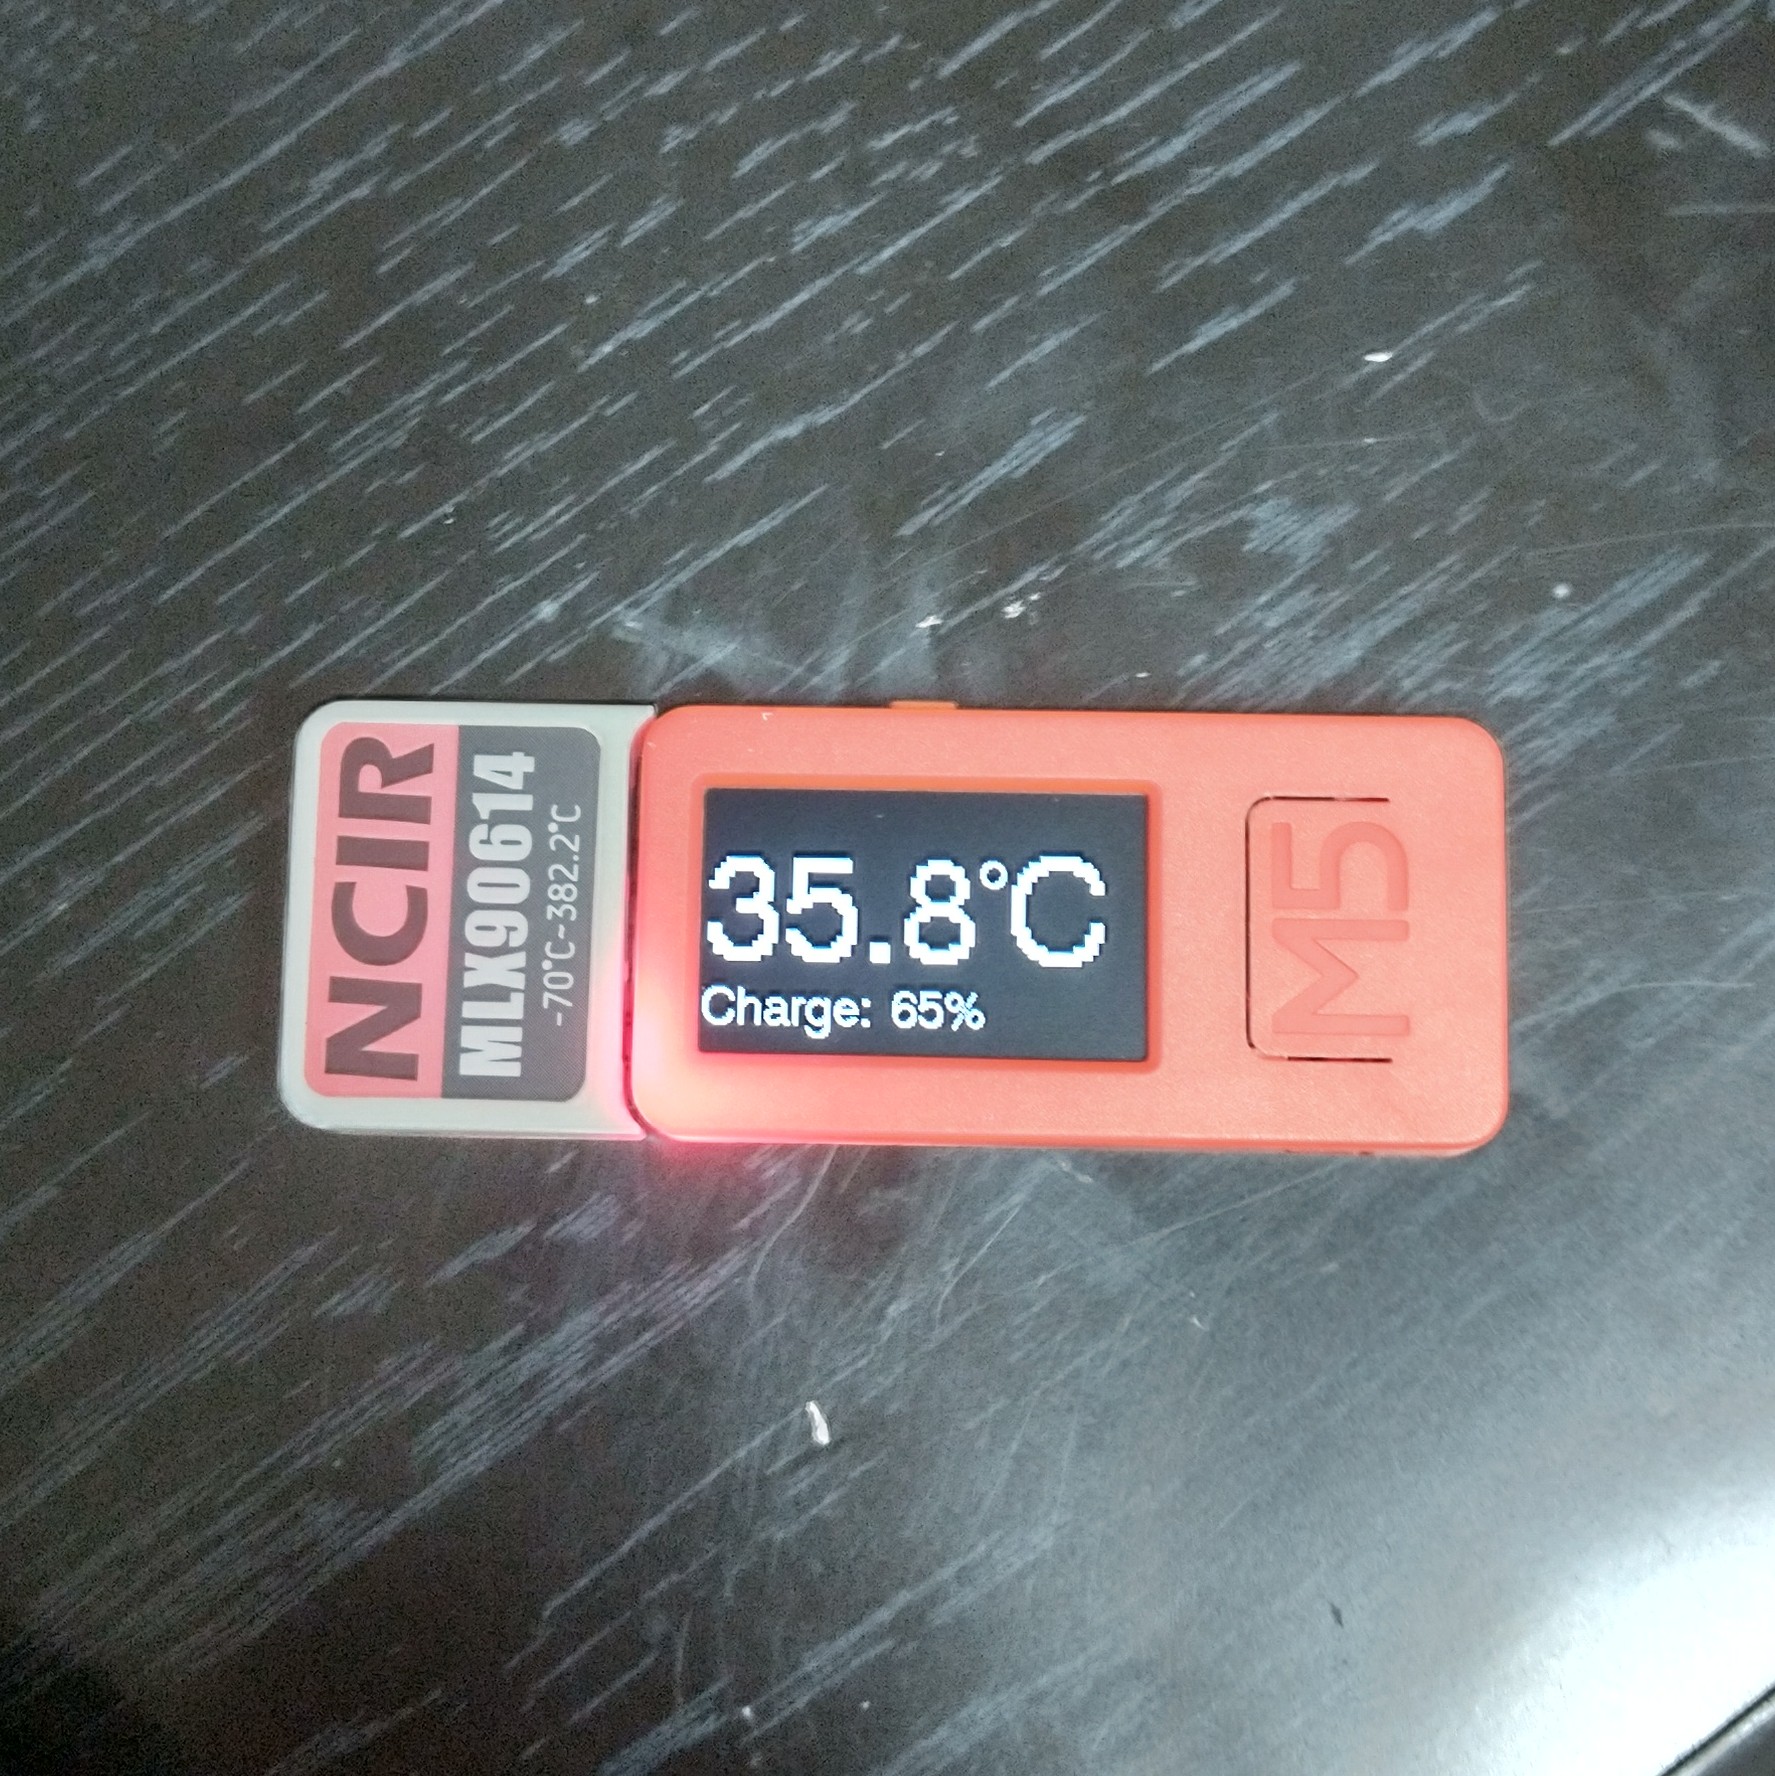 NCIR
MLX90614
-70°C~382.2°C
35.8°C
Charge: 65%
M5